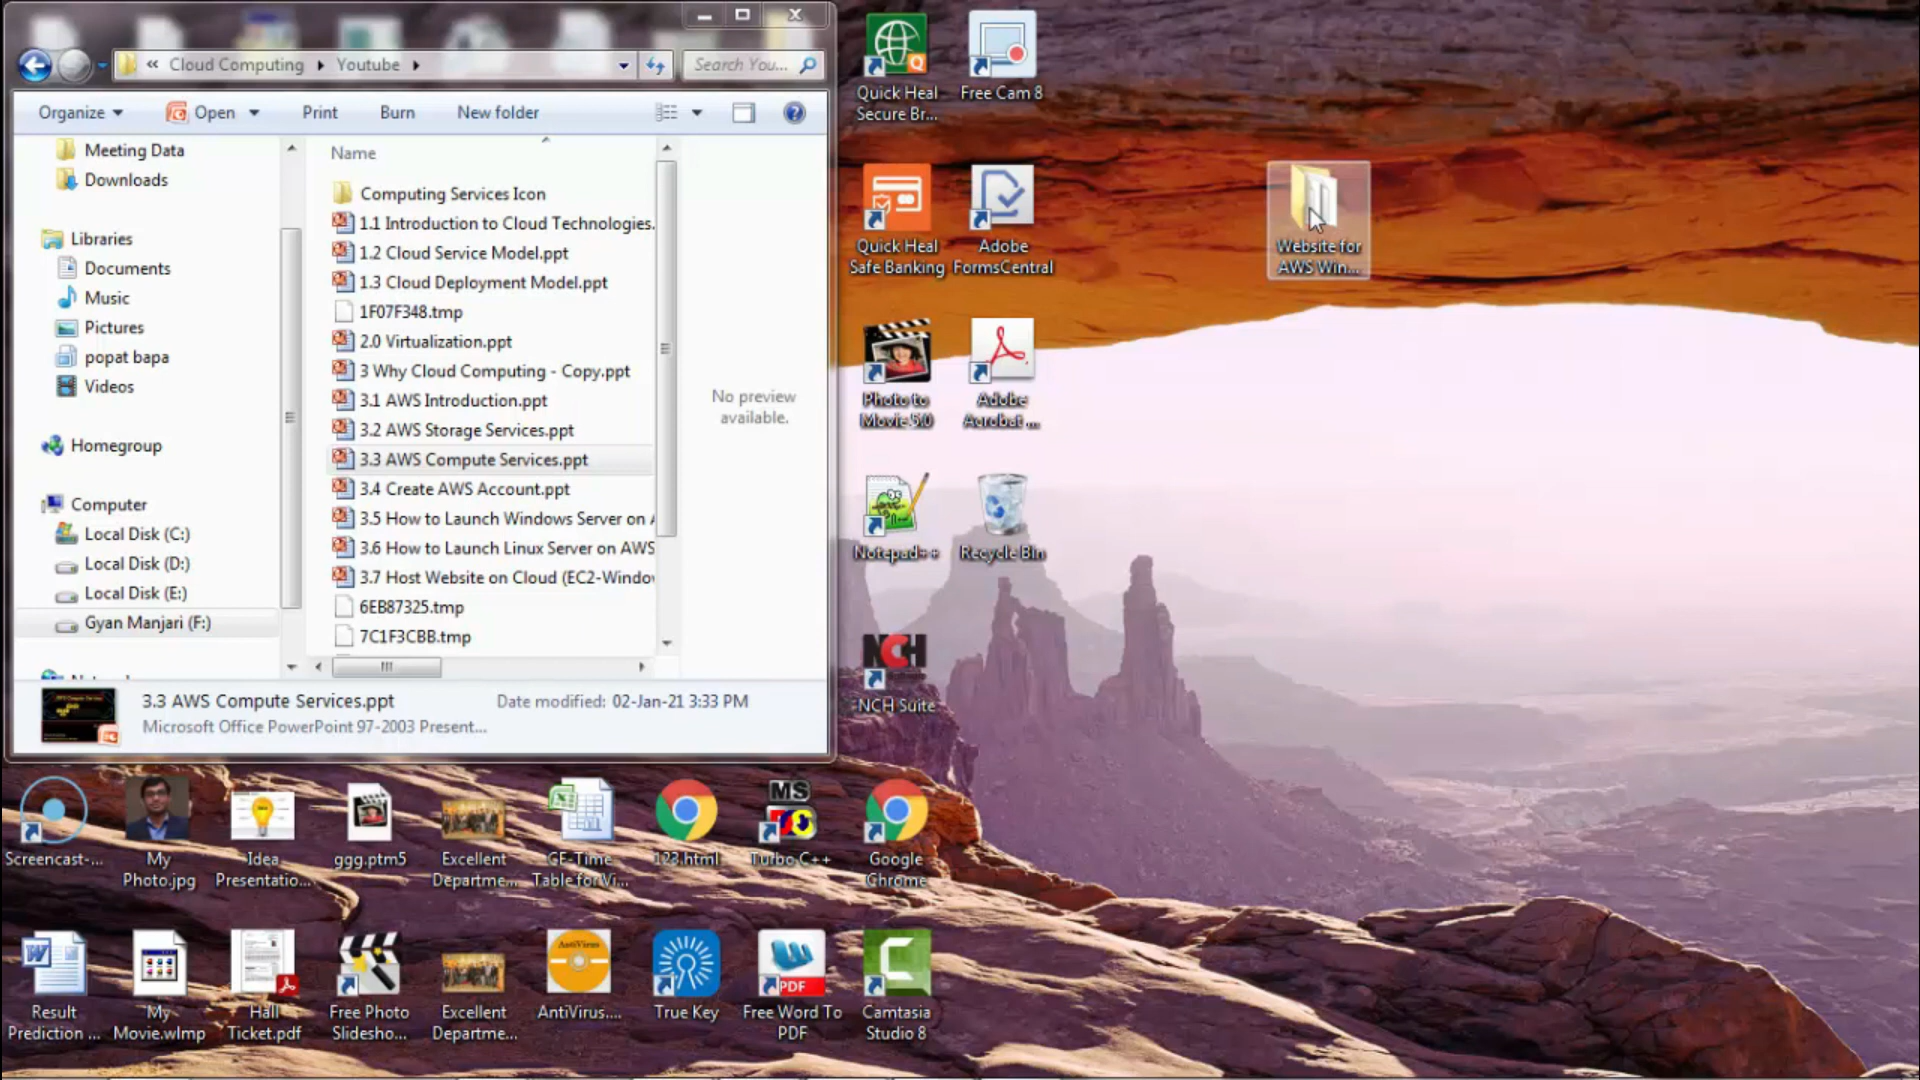 « Cloud Computing ▸ Youtube ▸
Search You...
Organize
Open
Print
Burn
New folder
Meeting Data
Downloads
Libraries
Documents
Music
Pictures
popat bapa
Videos
Homegroup
Computer
Local Disk (C:)
Local Disk (D:)
Local Disk (E:)
Gyan Manjari (F:)
Name
Computing Services Icon
1.1 Introduction to Cloud Technologies.
1.2 Cloud Service Model.ppt
1.3 Cloud Deployment Model.ppt
1F07F348.tmp
2.0 Virtualization.ppt
3 Why Cloud Computing - Copy.ppt
3.1 AWS Introduction.ppt
3.2 AWS Storage Services.ppt
3.3 AWS Compute Services.ppt
3.4 Create AWS Account.ppt
3.5 How to Launch Windows Server on
3.6 How to Launch Linux Server on AWS
3.7 Host Website on Cloud (EC2-Windo
6EB87325.tmp
7C1F3CBB.tmp
No preview
available.
3.3 AWS Compute Services.ppt
Date modified: 02-Jan-21 3:33 PM
Microsoft Office PowerPoint 97-2003 Present...
Quick Heal
Secure Br...
Free Cam 8
Quick Heal
Safe Banking
Adobe
FormsCentral
Website for
AWS Win...
Photo to
Movie 5.0
Adobe
Acrobat ...
Notepad++
Recycle Bin
NCH
NCH Suite
Screencast-...
My
Photo.jpg
Idea
Presentatio...
ggg.ptm5
Excellent
Departme...
CE-Time
Table for Vi...
123.html
MS
Turbo C++
Google
Chrome
Result
Prediction ...
My
Movie.wlmp
Hall
Ticket.pdf
Free Photo
Slidesho...
Excellent
Departme...
AntiVirus
AntiVirus....
True Key
PDF
Free Word To
PDF
Camtasia
Studio 8